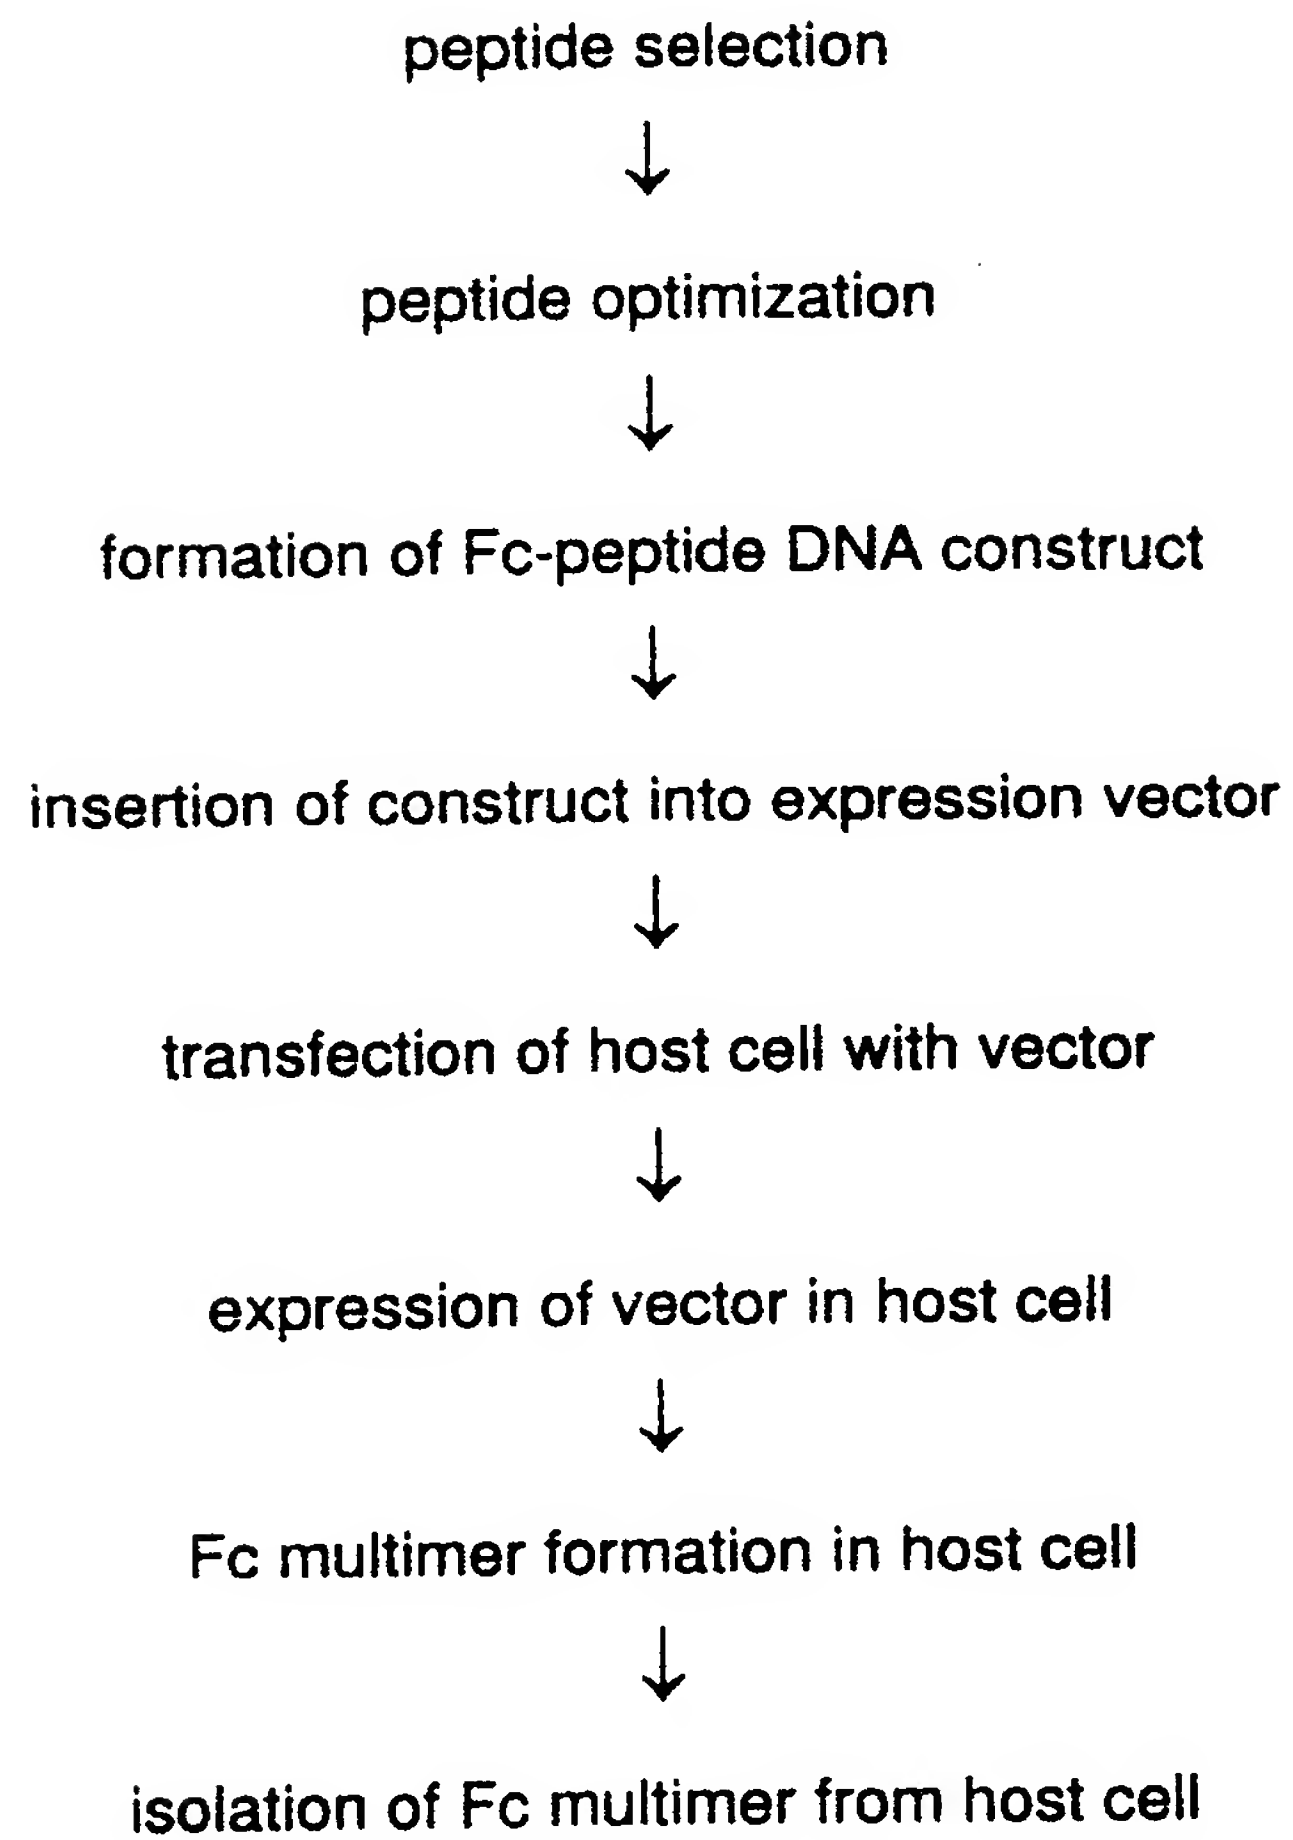 peptide selection
↓
peptide optimization
↓
formation of Fc-peptide DNA construct
↓
insertion of construct into expression vector
↓
transfection of host cell with vector
↓
expression of vector in host cell
↓
Fc multimer formation in host cell
↓
isolation of Fc multimer from host cell